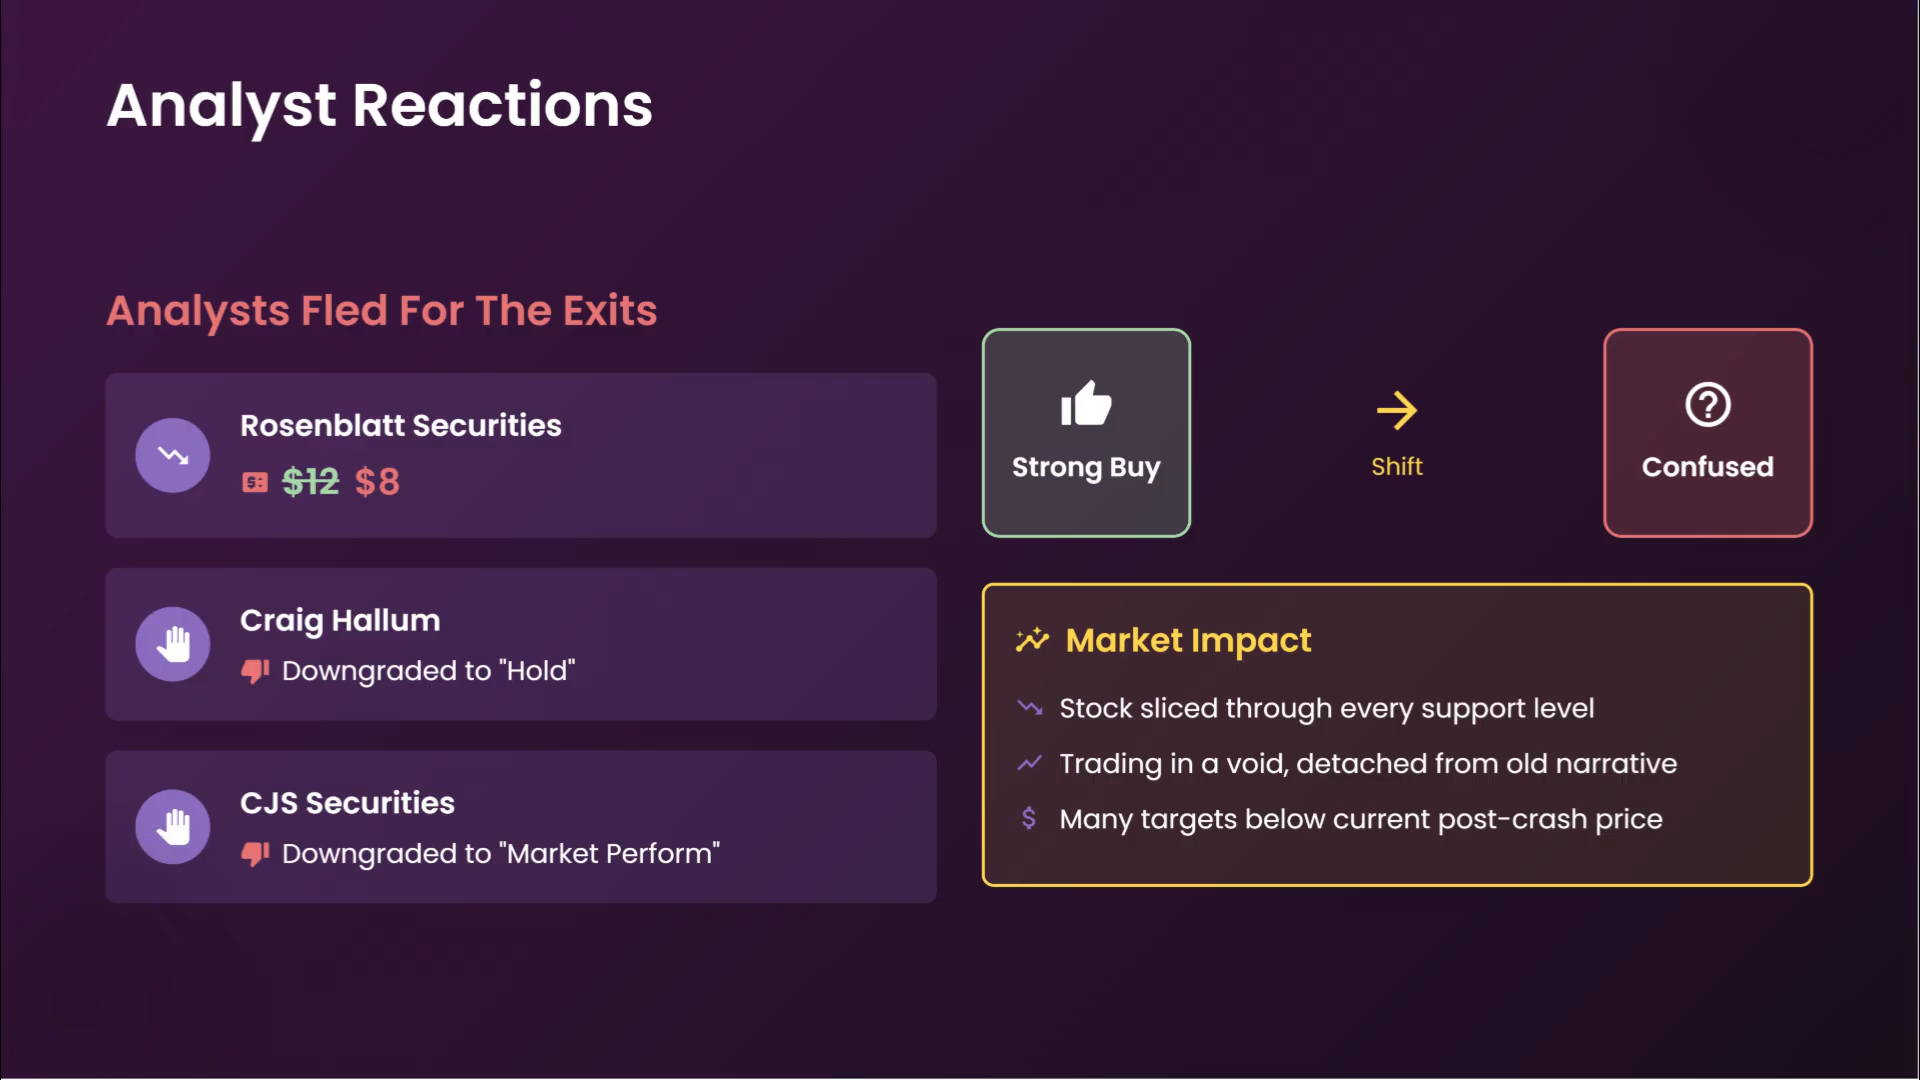 Analyst Reactions
Analysts Fled For The Exits
Rosenblatt Securities
$12 $8
Craig Hallum
Downgraded to "Hold"
CJS Securities
Downgraded to "Market Perform"
Strong Buy
Shift
Confused
Market Impact
Stock sliced through every support level
Trading in a void, detached from old narrative
$ Many targets below current post-crash price